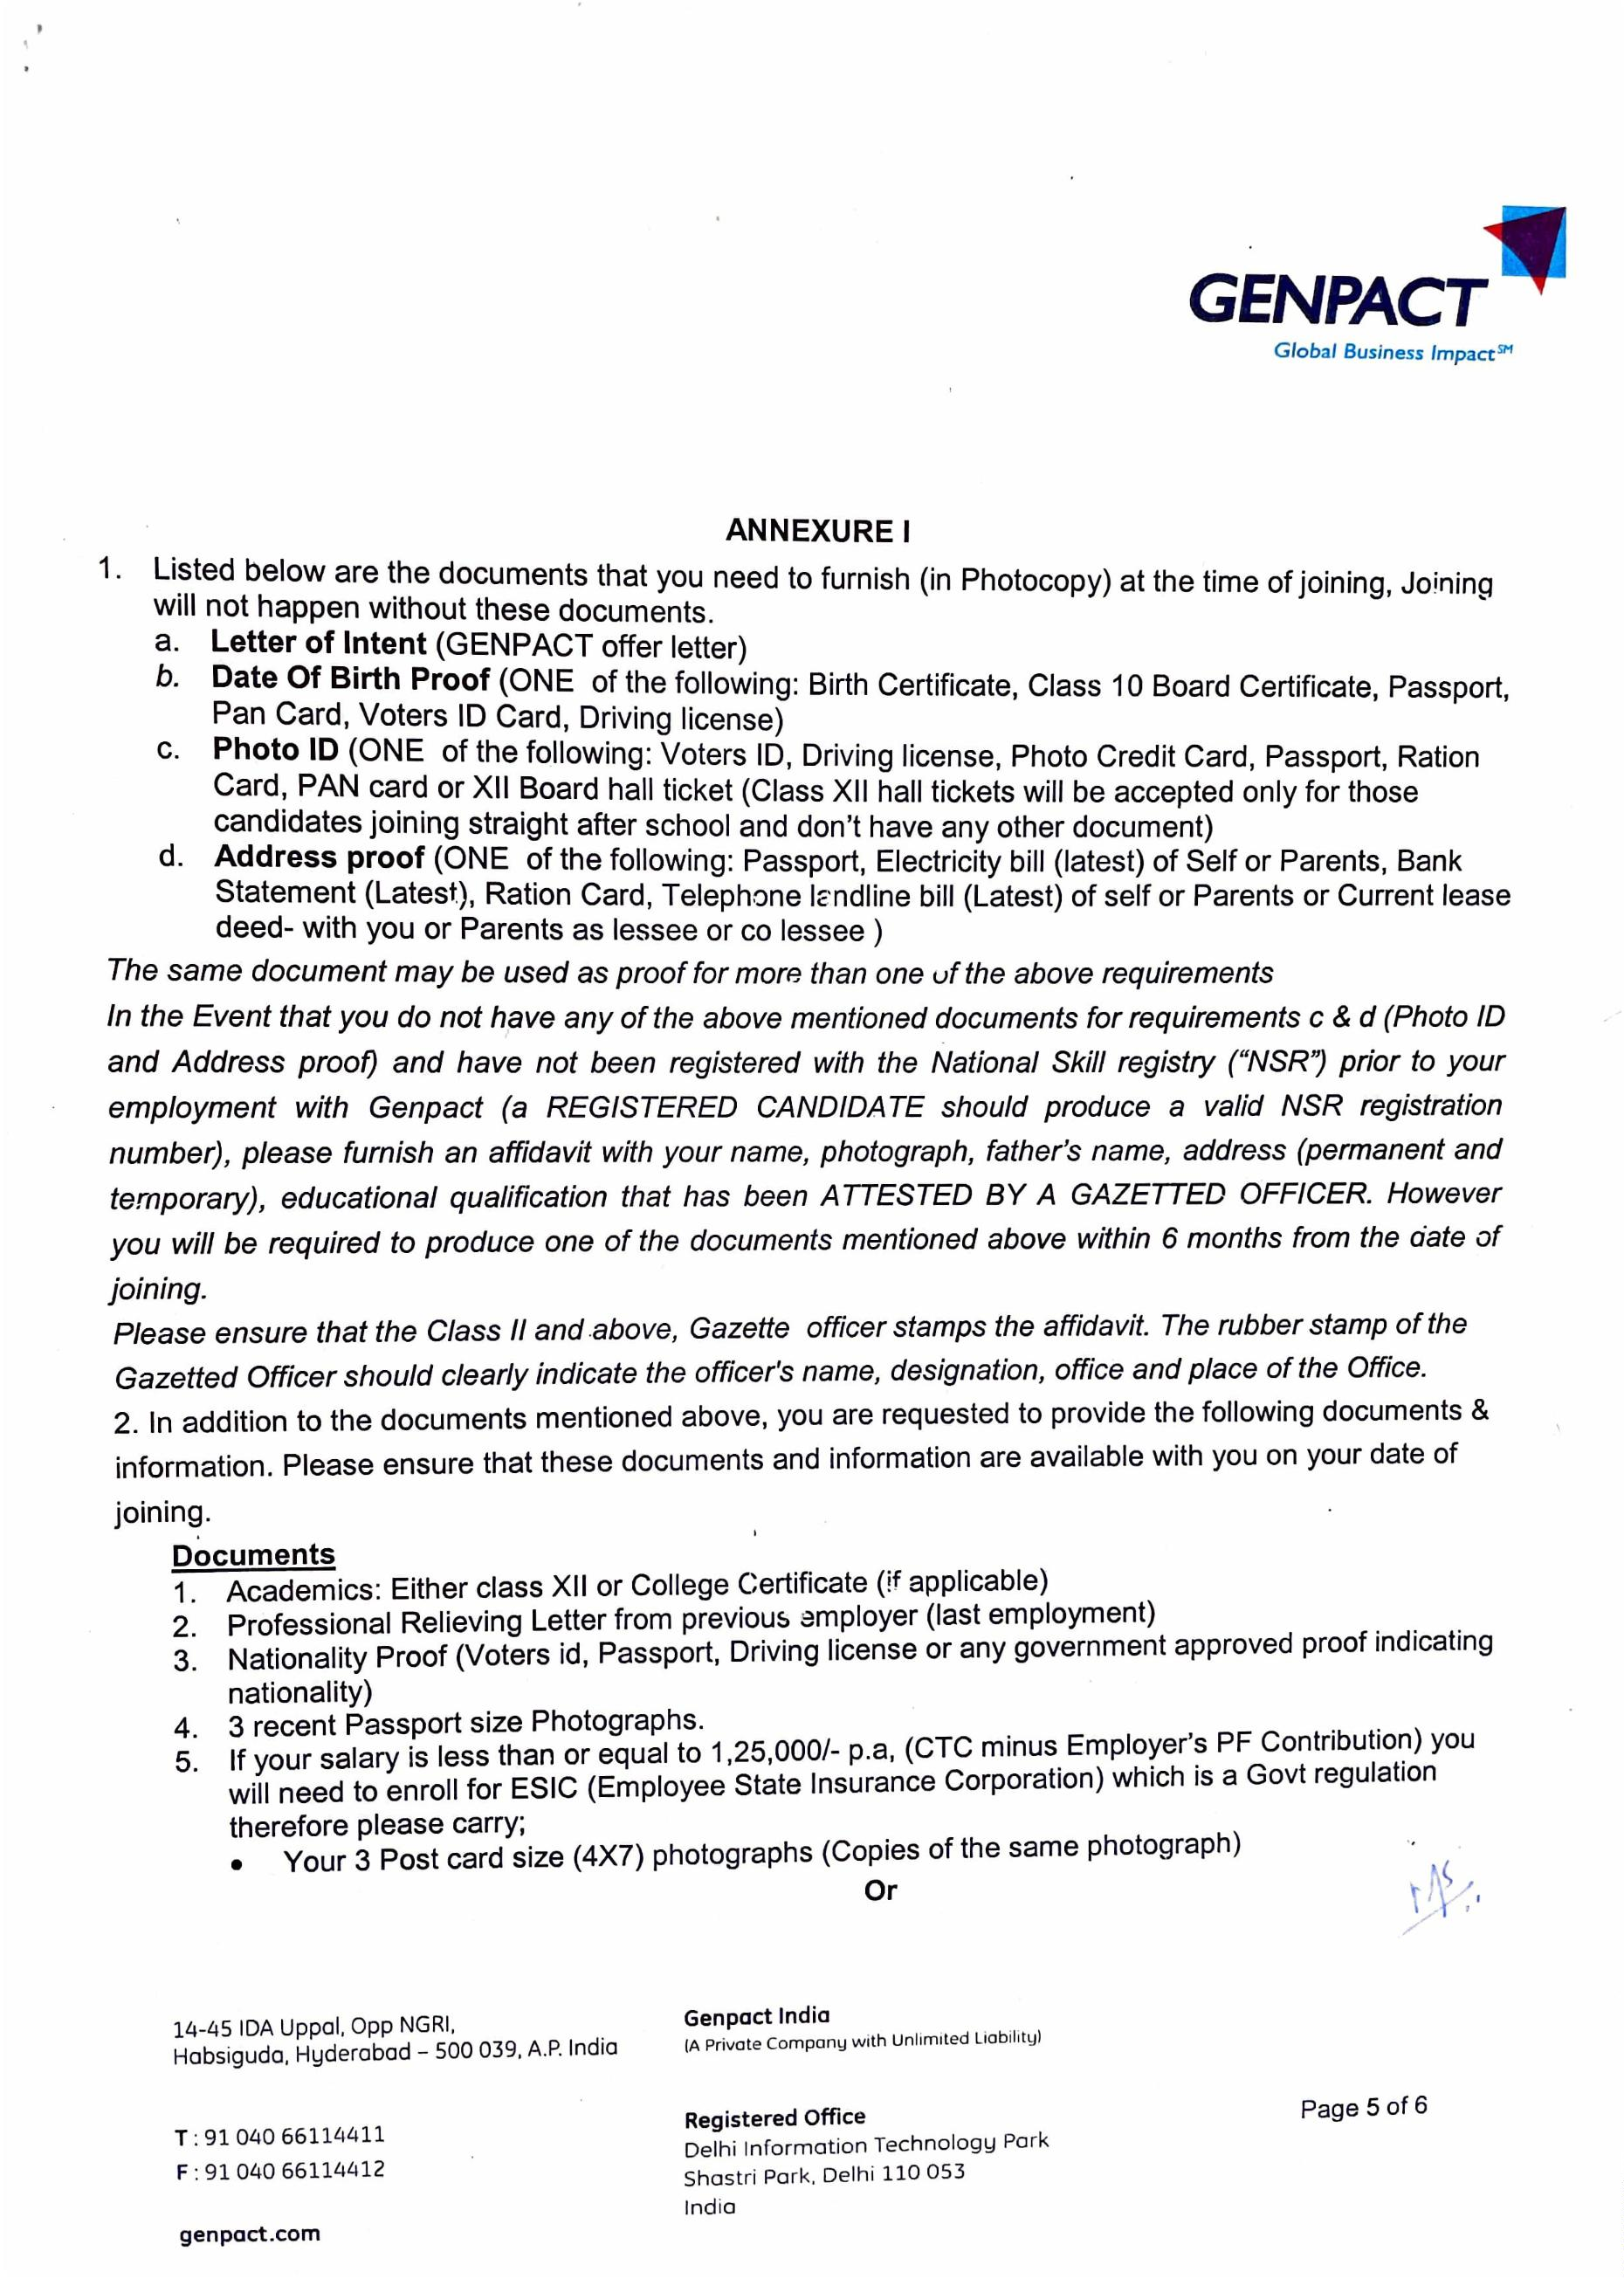 GENPACT
Global Business Impact℠
ANNEXURE I
1. Listed below are the documents that you need to furnish (in Photocopy) at the time of joining, Joining
will not happen without these documents.
a. Letter of Intent (GENPACT offer letter)
b. Date Of Birth Proof (ONE of the following: Birth Certificate, Class 10 Board Certificate, Passport,
Pan Card, Voters ID Card, Driving license)
c. Photo ID (ONE of the following: Voters ID, Driving license, Photo Credit Card, Passport, Ration
Card, PAN card or XII Board hall ticket (Class XII hall tickets will be accepted only for those
candidates joining straight after school and don't have any other document)
d. Address proof (ONE of the following: Passport, Electricity bill (latest) of Self or Parents, Bank
Statement (Latest), Ration Card, Telephone landline bill (Latest) of self or Parents or Current lease
deed- with you or Parents as lessee or co lessee )
The same document may be used as proof for more than one of the above requirements
In the Event that you do not have any of the above mentioned documents for requirements c & d (Photo ID
and Address proof) and have not been registered with the National Skill registry (“NSR”) prior to your
employment with Genpact (a REGISTERED CANDIDATE should produce a valid NSR registration
number), please furnish an affidavit with your name, photograph, father's name, address (permanent and
temporary), educational qualification that has been ATTESTED BY A GAZETTED OFFICER. However
you will be required to produce one of the documents mentioned above within 6 months from the date of
joining.
Please ensure that the Class II and above, Gazette officer stamps the affidavit. The rubber stamp of the
Gazetted Officer should clearly indicate the officer's name, designation, office and place of the Office.
2. In addition to the documents mentioned above, you are requested to provide the following documents &
information. Please ensure that these documents and information are available with you on your date of
joining.
Documents
1. Academics: Either class XII or College Certificate (if applicable)
2. Professional Relieving Letter from previous employer (last employment)
3. Nationality Proof (Voters id, Passport, Driving license or any government approved proof indicating
nationality)
4. 3 recent Passport size Photographs.
5. If your salary is less than or equal to 1,25,000/- p.a, (CTC minus Employer's PF Contribution) you
will need to enroll for ESIC (Employee State Insurance Corporation) which is a Govt regulation
therefore please carry;
• Your 3 Post card size (4X7) photographs (Copies of the same photograph)
Or
14-45 IDA Uppal, Opp NGRI,
Habsiguda, Hyderabad – 500 039, A.P. India
T : 91 040 66114411
F : 91 040 66114412
genpact.com
Genpact India
(A Private Company with Unlimited Liability)
Registered Office
Delhi Information Technology Park
Shastri Park, Delhi 110 053
India
Page 5 of 6